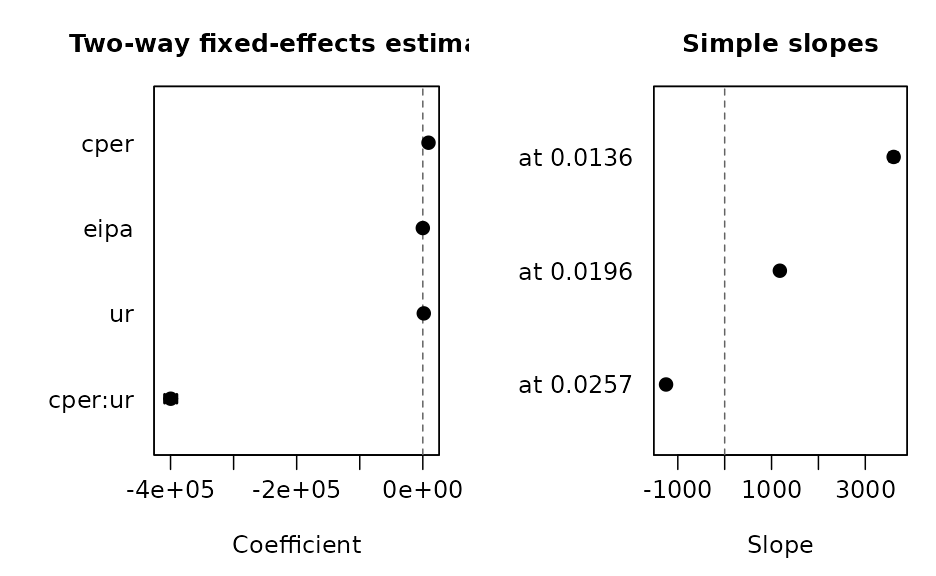 Two-way fixed-effects estima
cper
eipa
ur
cper:ur
-4e+05 -2e+05 0e+00
Coefficient
Simple slopes
at 0.0136
at 0.0196
at 0.0257
-1000 1000 3000
Slope